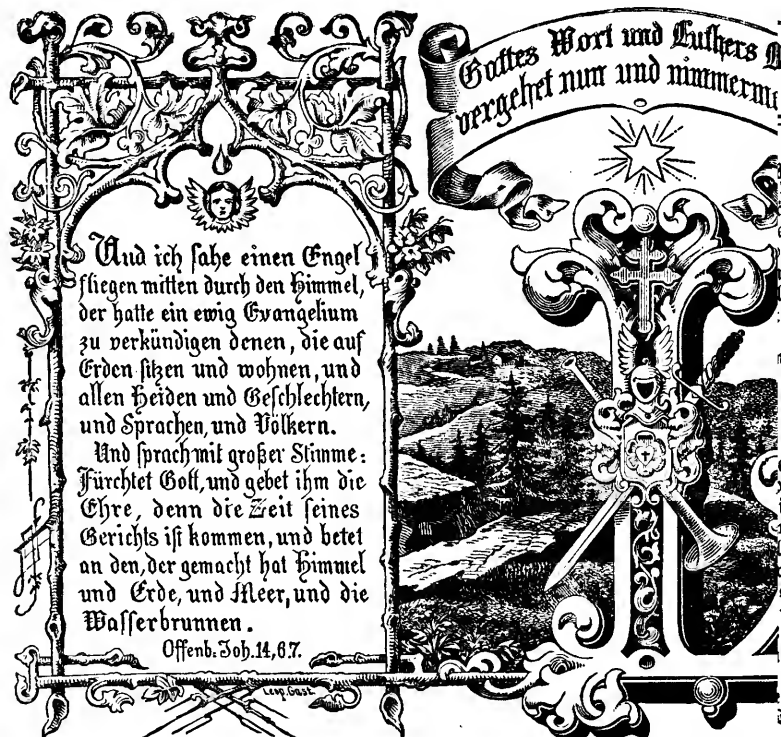 Gottes Wort und Luthers
vergehet nun und nimmerm
Und ich sahe einen Engel
fliegen mitten durch den Himmel,
der hatte ein ewig Evangelium
zu verkündigen denen, die auf
Erden sitzen und wohnen, und
allen Heiden und Geschlechtern,
und Sprachen, und Völkern.
Und sprach mit großer Stimme:
Fürchtet Gott, und gebet ihm die
Ehre, denn die Zeit seines
Gerichts ist kommen, und betet
an den, der gemacht hat Himmel
und Erde, und Meer, und die
Wasserbrunnen.
Offenb. Joh. 14, 6.7.
Leop. Gast.